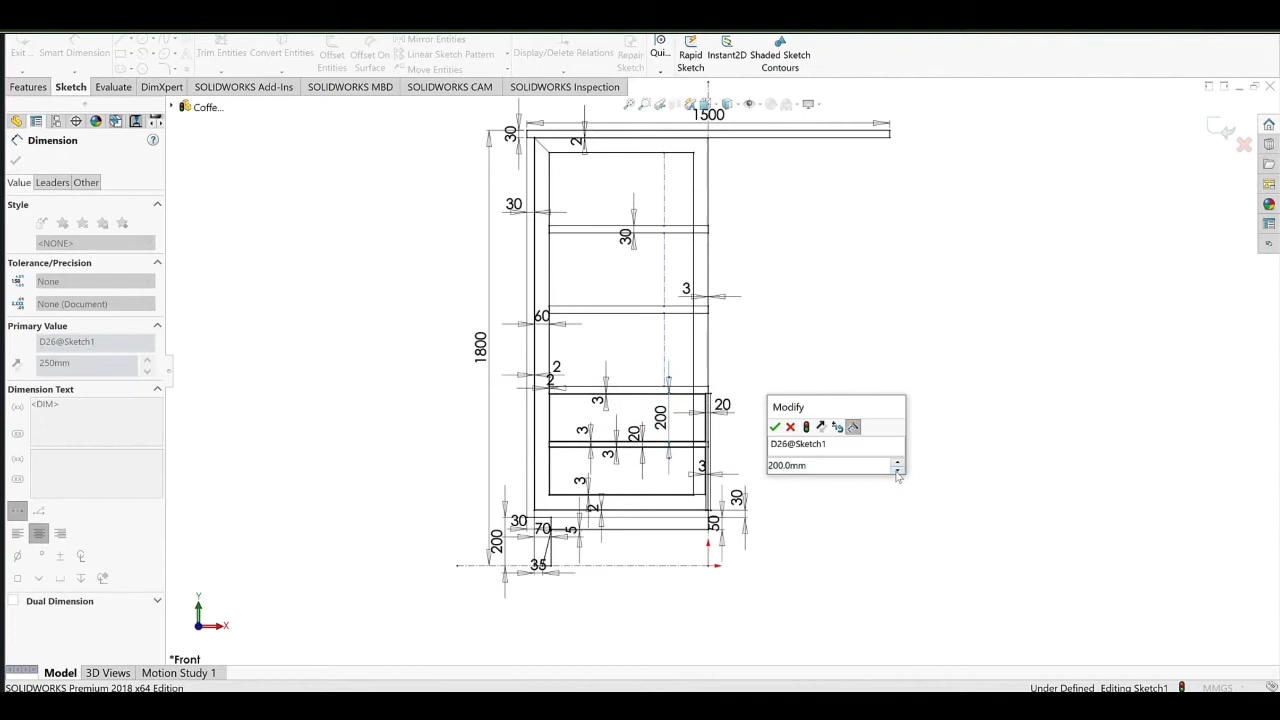 Exit ...
Smart Dimension
Trim Entities
Convert Entities
Offset Entities
Offset On Surface
Mirror Entities
Linear Sketch Pattern
Move Entities
Display/Delete Relations
Repair Sketch
Qui...
Rapid Sketch
Instant2D
Shaded Sketch Contours
Features
Sketch
Evaluate
DimXpert
SOLIDWORKS Add-Ins
SOLIDWORKS MBD
SOLIDWORKS CAM
SOLIDWORKS Inspection
Coffe...
Dimension
Value
Leaders
Other
Style
<NONE>
Tolerance/Precision
None
None (Document)
Primary Value
D26@Sketch1
250mm
Dimension Text
<DIM>
Dual Dimension
1500
30
2
30
30
3
60
1800
2
2
3
200
20
3
20
3
3
3
2
30
30
70
5
50
200
35
Modify
D26@Sketch1
200.0mm
Y
X
*Front
Model
3D Views
Motion Study 1
SOLIDWORKS Premium 2018 x64 Edition
Under Defined
Editing Sketch1
MMGS